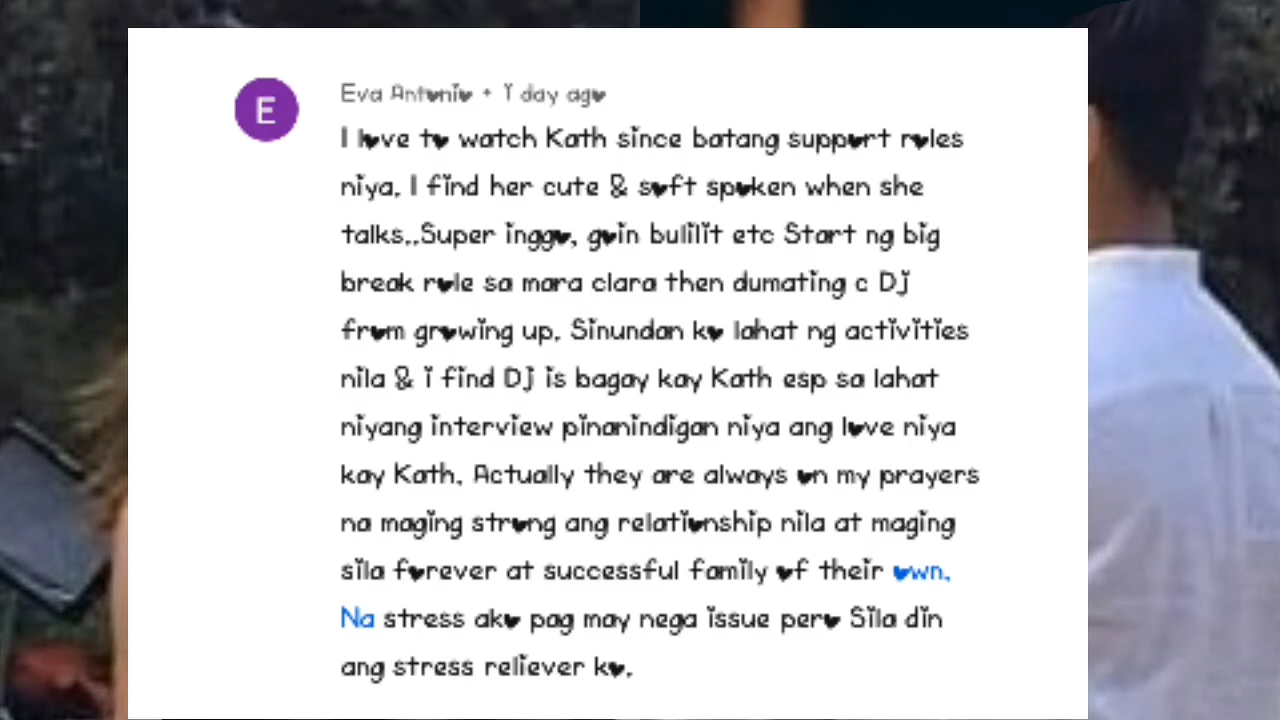 E
Eva Antonio • 1 day ago
I love to watch Kath since batang support roles
niya. I find her cute & soft spoken when she
talks..Super inggo, goin bulilit etc Start ng big
break role sa mara clara then dumating c Dj
from growing up. Sinundan ko lahat ng activities
nila & i find Dj is bagay kay Kath esp sa lahat
niyang interview pinanindigan niya ang love niya
kay Kath. Actually they are always on my prayers
na maging strong ang relationship nila at maging
sila forever at successful family of their own.
Na stress ako pag may nega issue pero Sila din
ang stress reliever ko.